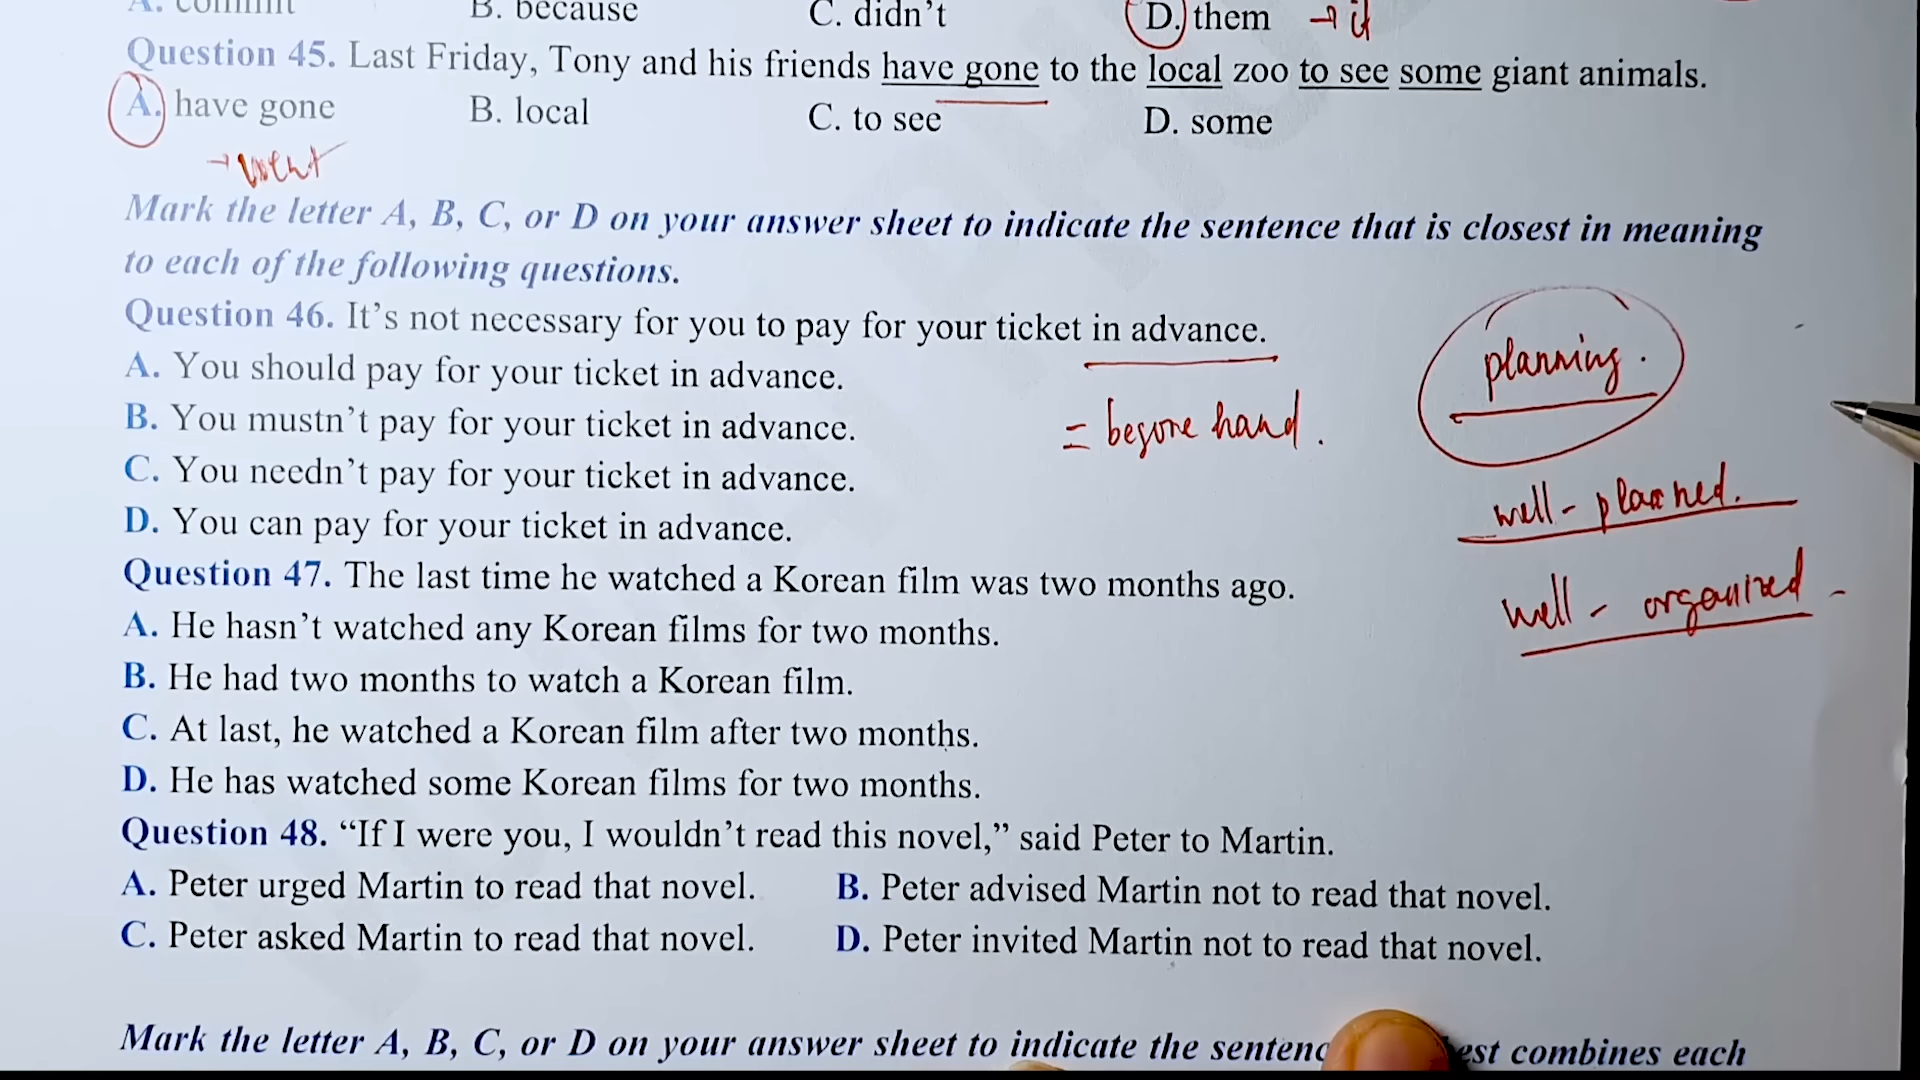 B. because C. didn't D. them → it
Question 45. Last Friday, Tony and his friends have gone to the local zoo to see some giant animals.
A. have gone B. local C. to see D. some
→ went
Mark the letter A, B, C, or D on your answer sheet to indicate the sentence that is closest in meaning
to each of the following questions.
Question 46. It's not necessary for you to pay for your ticket in advance.
planning.
A. You should pay for your ticket in advance.
B. You mustn't pay for your ticket in advance.
= before hand.
C. You needn't pay for your ticket in advance.
well - planned.
D. You can pay for your ticket in advance.
Question 47. The last time he watched a Korean film was two months ago.
well - organized -
A. He hasn't watched any Korean films for two months.
B. He had two months to watch a Korean film.
C. At last, he watched a Korean film after two months.
D. He has watched some Korean films for two months.
Question 48. “If I were you, I wouldn't read this novel,” said Peter to Martin.
A. Peter urged Martin to read that novel. B. Peter advised Martin not to read that novel.
C. Peter asked Martin to read that novel. D. Peter invited Martin not to read that novel.
Mark the letter A, B, C, or D on your answer sheet to indicate the combines each